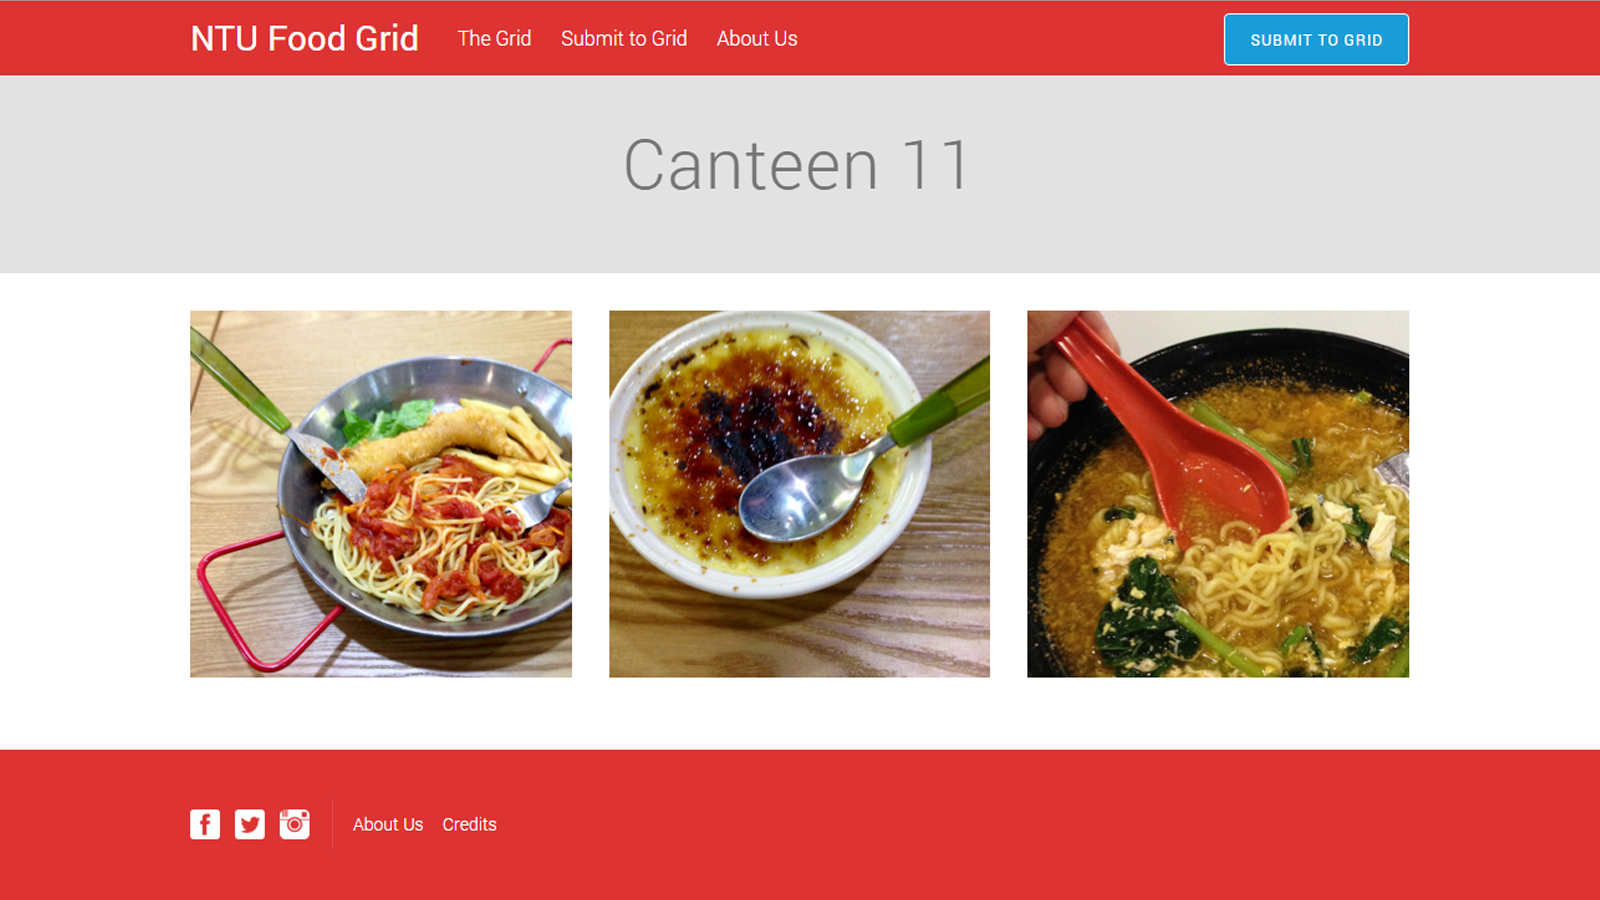 NTU Food Grid The Grid Submit to Grid About Us SUBMIT TO GRID
Canteen 11
About Us Credits